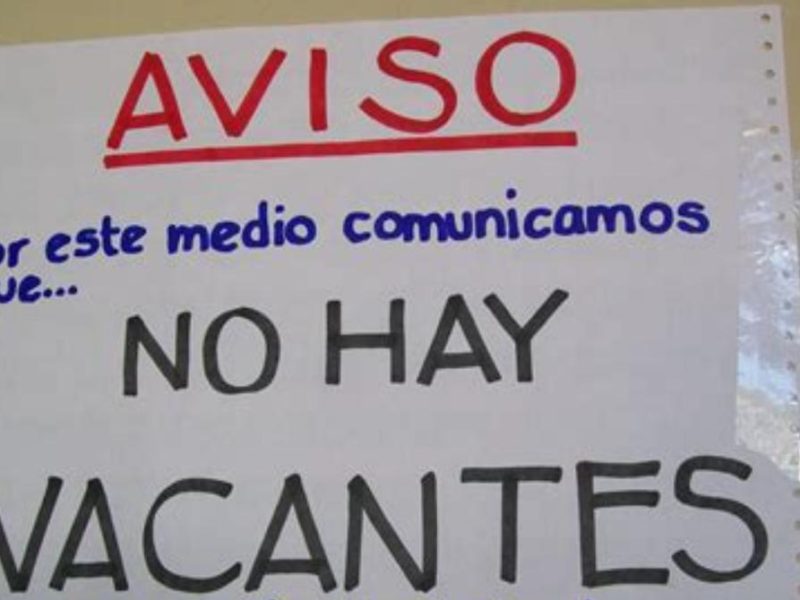 AVISO
or este medio comunicamos
ue...
NO HAY
VACANTES